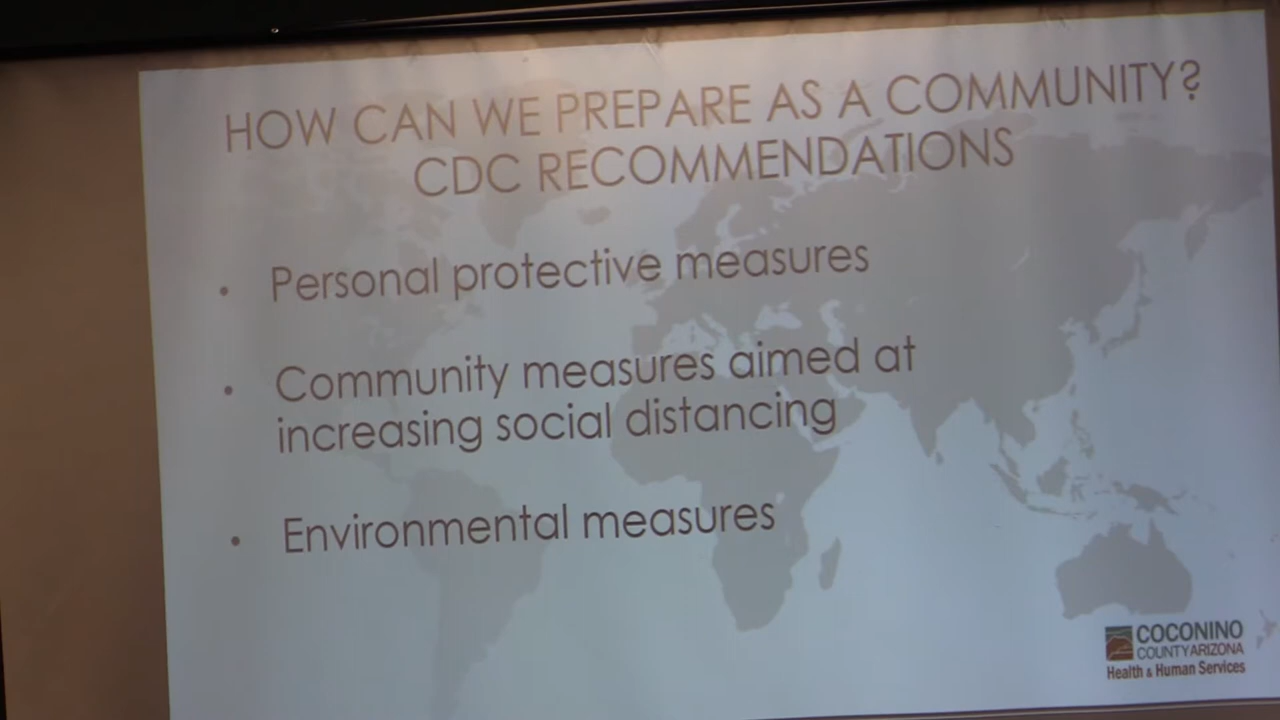 HOW CAN WE PREPARE AS A COMMUNITY?
CDC RECOMMENDATIONS
• Personal protective measures
• Community measures aimed at
increasing social distancing
• Environmental measures
COCONINO
COUNTY ARIZONA
Health & Human Services